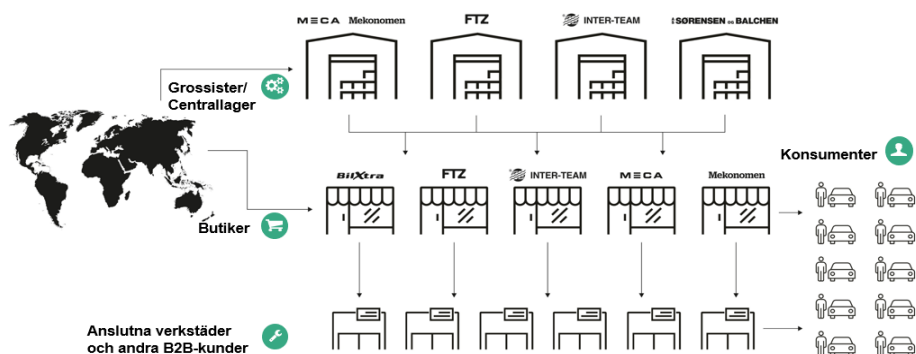 MECA Mekonomen
FTZ
INTER-TEAM
SØRENSEN OG BALCHEN
Grossister/
Centrallager
Konsumenter
BilXtra
FTZ
INTER-TEAM
MECA
Mekonomen
Butiker
Anslutna verkstäder
och andra B2B-kunder